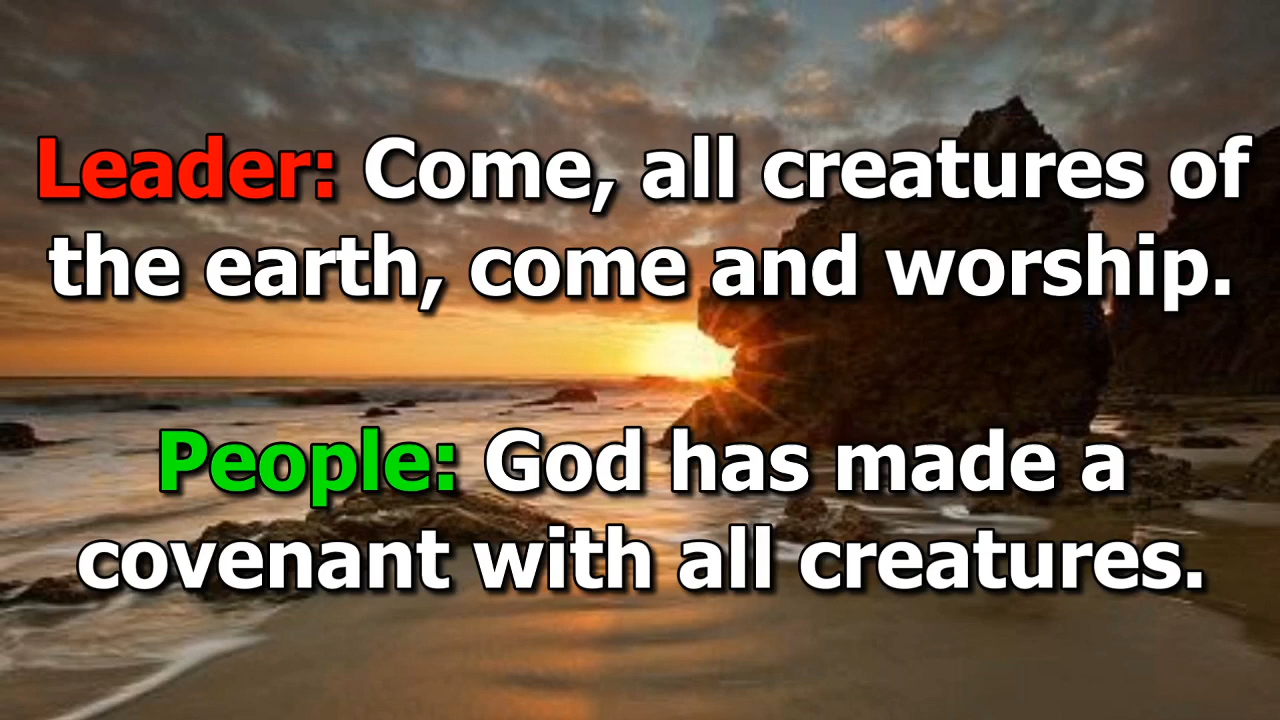 Leader: Come, all creatures of
the earth, come and worship.
People: God has made a
covenant with all creatures.